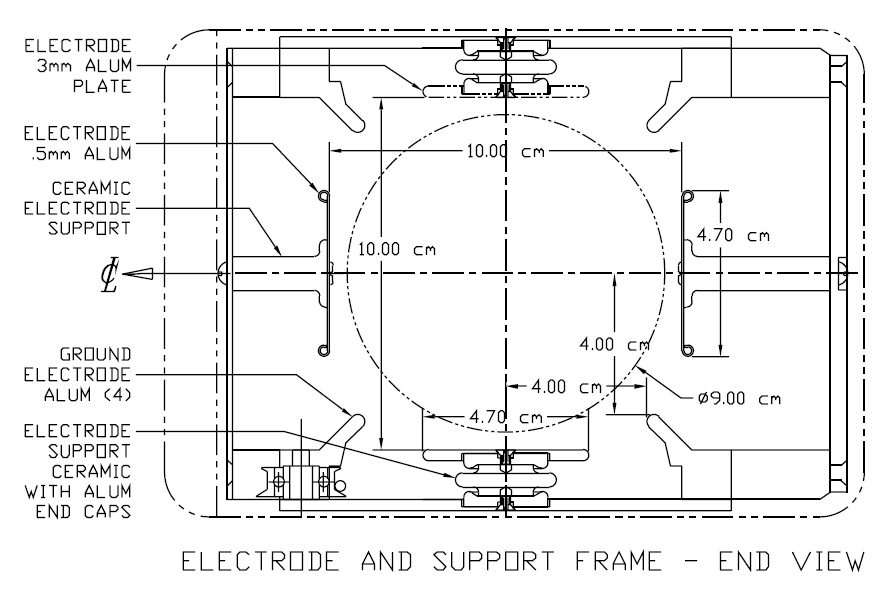 ELECTRODE
3mm ALUM
PLATE
ELECTRODE
.5mm ALUM
CERAMIC
ELECTRODE
SUPPORT
℄
GROUND
ELECTRODE
ALUM (4)
ELECTRODE
SUPPORT
CERAMIC
WITH ALUM
END CAPS
10.00 cm
10.00 cm
4.70 cm
4.00 cm
4.00 cm
ø9.00 cm
4.70 cm
ELECTRODE AND SUPPORT FRAME - END VIEW